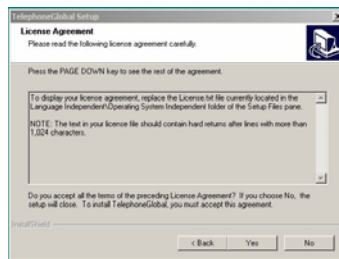 TelephoneGlobal Setup
License Agreement
Please read the following license agreement carefully.
Press the PAGE DOWN key to see the rest of the agreement.
To display your license agreement, replace the License.txt file currently located in the
Language Independent\Operating System Independent folder of the Setup Files pane.
NOTE: The text in your license file should contain hard returns after lines with more than
1,024 characters.
Do you accept all the terms of the preceding License Agreement? If you choose No, the
setup will close. To install TelephoneGlobal, you must accept this agreement.
InstallShield
< Back
Yes
No